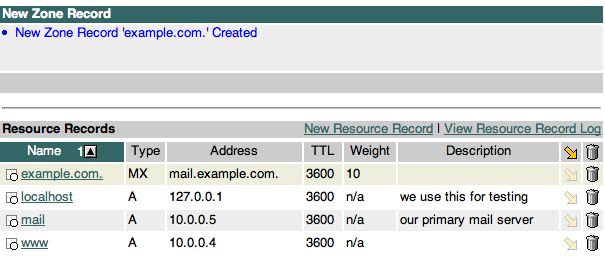 New Zone Record
New Zone Record 'example.com.' Created
Resource Records New Resource Record | View Resource Record Log
Name 1 Type Address TTL Weight Description
example.com. MX mail.example.com. 3600 10
localhost A 127.0.0.1 3600 n/a we use this for testing
mail A 10.0.0.5 3600 n/a our primary mail server
www A 10.0.0.4 3600 n/a